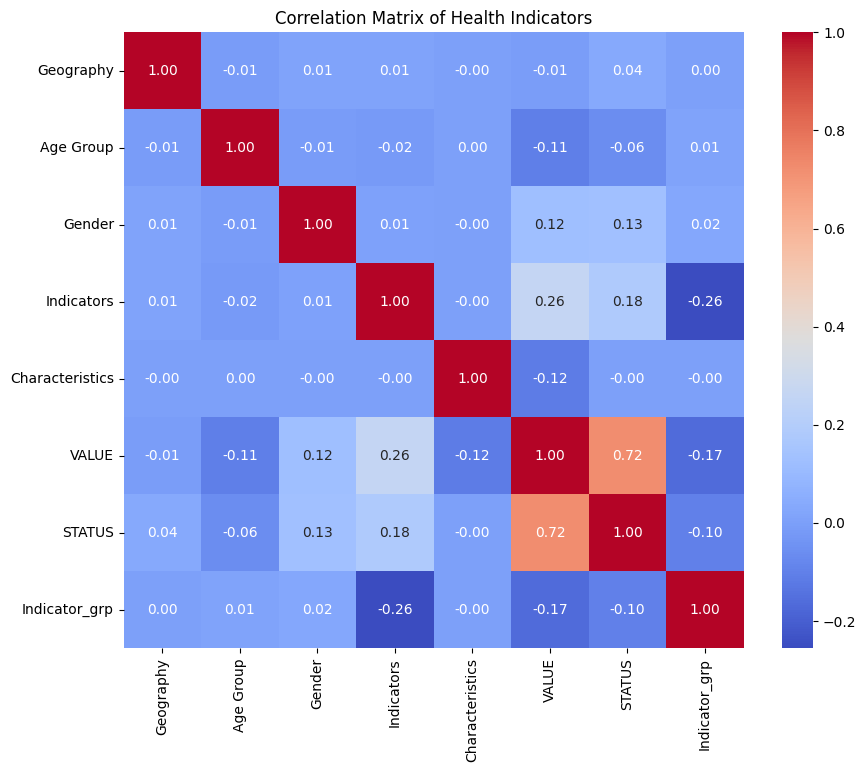 Correlation Matrix of Health Indicators
Geography 1.00 -0.01 0.01 0.01 -0.00 -0.01 0.04 0.00
Age Group -0.01 1.00 -0.01 -0.02 0.00 -0.11 -0.06 0.01
Gender 0.01 -0.01 1.00 0.01 -0.00 0.12 0.13 0.02
Indicators 0.01 -0.02 0.01 1.00 -0.00 0.26 0.18 -0.26
Characteristics -0.00 0.00 -0.00 -0.00 1.00 -0.12 -0.00 -0.00
VALUE -0.01 -0.11 0.12 0.26 -0.12 1.00 0.72 -0.17
STATUS 0.04 -0.06 0.13 0.18 -0.00 0.72 1.00 -0.10
Indicator_grp 0.00 0.01 0.02 -0.26 -0.00 -0.17 -0.10 1.00
Geography Age Group Gender Indicators Characteristics VALUE STATUS Indicator_grp
1.0
0.8
0.6
0.4
0.2
0.0
−0.2